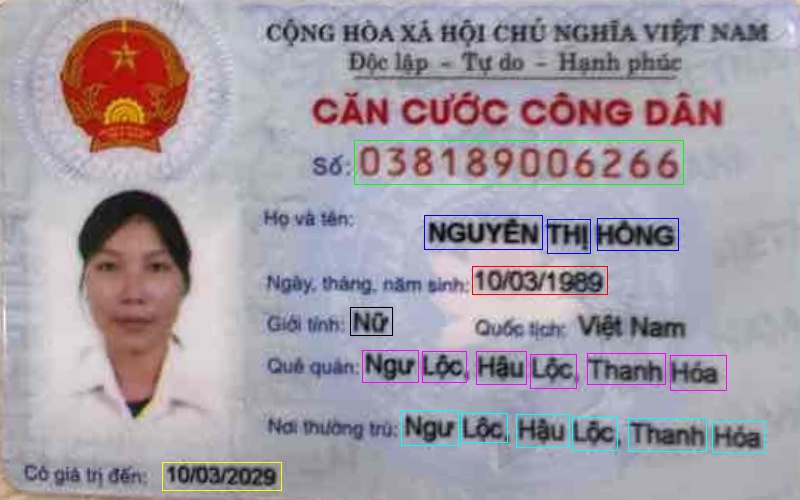 CỘNG HÒA XÃ HỘI CHỦ NGHĨA VIỆT NAM
Độc lập - Tự do - Hạnh phúc
CĂN CƯỚC CÔNG DÂN
Số: 038189006266
Họ và tên: NGUYỄN THỊ HỒNG
Ngày, tháng, năm sinh: 10/03/1989
Giới tính: Nữ Quốc tịch: Việt Nam
Quê quán: Ngư Lộc, Hậu Lộc, Thanh Hóa
Nơi thường trú: Ngư Lộc, Hậu Lộc, Thanh Hóa
Có giá trị đến: 10/03/2029